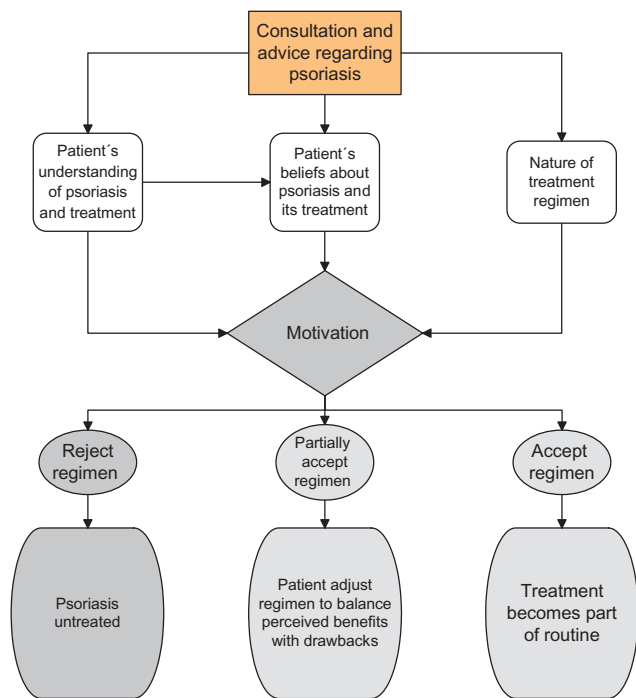 Consultation and
advice regarding
psoriasis
Patient´s
understanding
of psoriasis
and treatment
Patient´s
beliefs about
psoriasis and
its treatment
Nature of
treatment
regimen
Motivation
Reject
regimen
Partially
accept
regimen
Accept
regimen
Psoriasis
untreated
Patient adjust
regimen to balance
perceived benefits
with drawbacks
Treatment
becomes part
of routine